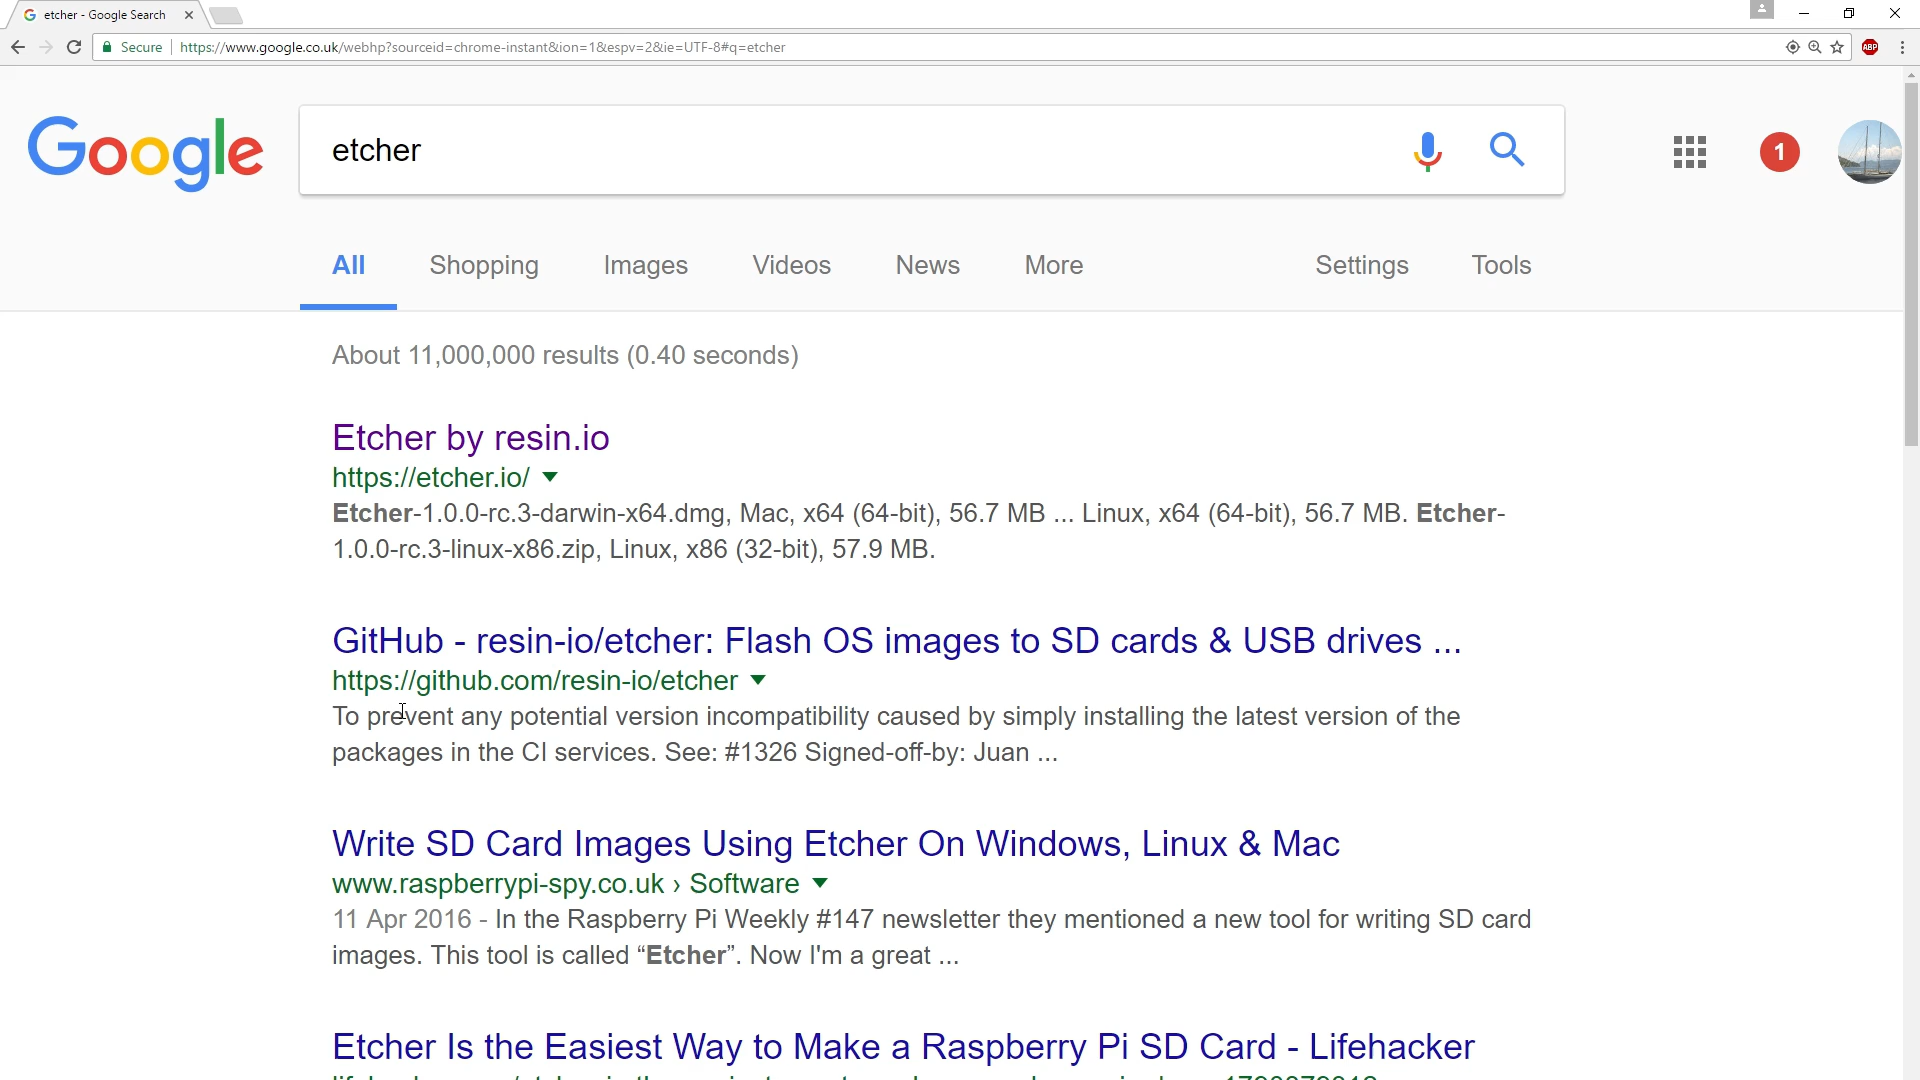 etcher - Google Search
Secure
https://www.google.co.uk/webhp?sourceid=chrome-instant&ion=1&espv=2&ie=UTF-8#q=etcher
ABP
Google
etcher
1
All
Shopping
Images
Videos
News
More
Settings
Tools
About 11,000,000 results (0.40 seconds)
Etcher by resin.io
https://etcher.io/
Etcher-1.0.0-rc.3-darwin-x64.dmg, Mac, x64 (64-bit), 56.7 MB ... Linux, x64 (64-bit), 56.7 MB. Etcher-
1.0.0-rc.3-linux-x86.zip, Linux, x86 (32-bit), 57.9 MB.
GitHub - resin-io/etcher: Flash OS images to SD cards & USB drives ...
https://github.com/resin-io/etcher
To prevent any potential version incompatibility caused by simply installing the latest version of the
packages in the CI services. See: #1326 Signed-off-by: Juan ...
Write SD Card Images Using Etcher On Windows, Linux & Mac
www.raspberrypi-spy.co.uk › Software
11 Apr 2016 - In the Raspberry Pi Weekly #147 newsletter they mentioned a new tool for writing SD card
images. This tool is called “Etcher”. Now I'm a great ...
Etcher Is the Easiest Way to Make a Raspberry Pi SD Card - Lifehacker